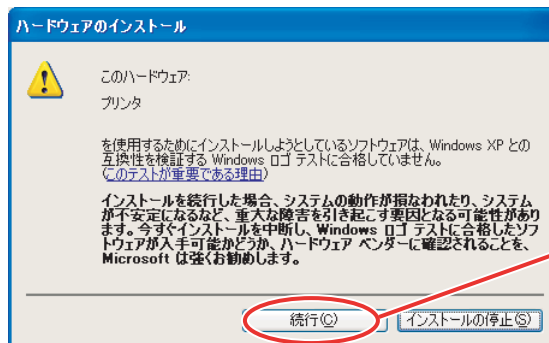 ハードウェアのインストール
このハードウェア:
プリンタ
を使用するためにインストールしようとしているソフトウェアは、Windows XP との
互換性を検証する Windows ロゴ テストに合格していません。
(このテストが重要である理由)
インストールを続行した場合、システムの動作が損なわれたり、システム
が不安定になるなど、重大な障害を引き起こす要因となる可能性があり
ます。今すぐインストールを中断し、Windows ロゴ テストに合格したソフ
トウェアが入手可能かどうか、ハードウェア ベンダーに確認されることを、
Microsoft は強くお勧めします。
続行(C)
インストールの停止(S)